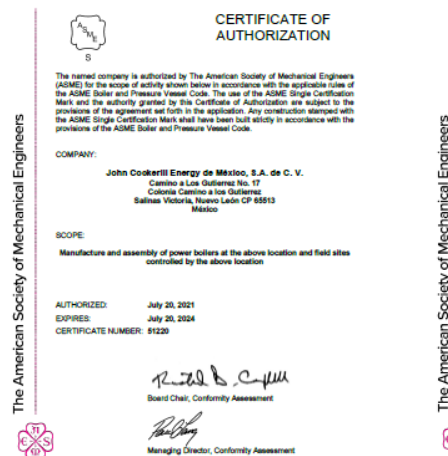 ASME
S
CERTIFICATE OF
AUTHORIZATION
The named company is authorized by The American Society of Mechanical Engineers
(ASME) for the scope of activity shown below in accordance with the applicable rules of
the ASME Boiler and Pressure Vessel Code. The use of the ASME Single Certification
Mark and the authority granted by this Certificate of Authorization are subject to the
provisions of the agreement set forth in the application. Any construction stamped with
the ASME Single Certification Mark shall have been built strictly in accordance with the
provisions of the ASME Boiler and Pressure Vessel Code.
COMPANY:
John Cockerill Energy de México, S.A. de C. V.
Camino a Los Gutierrez No. 17
Colonia Camino a los Gutierrez
Salinas Victoria, Nuevo León CP 65513
México
SCOPE:
Manufacture and assembly of power boilers at the above location and field sites
controlled by the above location
AUTHORIZED: July 20, 2021
EXPIRES: July 20, 2024
CERTIFICATE NUMBER: 51220
Board Chair, Conformity Assessment
Managing Director, Conformity Assessment
The American Society of Mechanical Engineers
The American Society of Mechanical Engineers